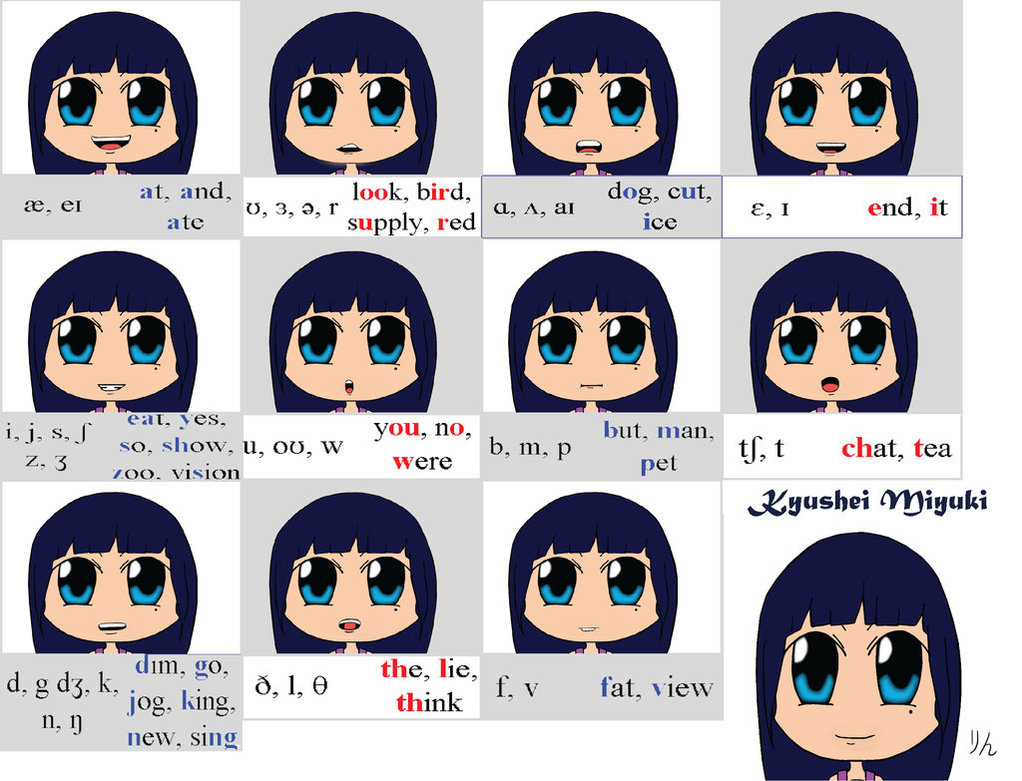 æ, eɪ
at, and,
ate
ʊ, ɜ, ə, r
look, bird,
supply, red
ɑ, ʌ, aɪ
dog, cut,
ice
ɛ, ɪ
end, it
i, j, s, ʃ
z, ʒ
eat, yes,
so, show,
zoo, vision
u, oʊ, w
you, no,
were
b, m, p
but, man,
pet
tʃ, t
chat, tea
d, g dʒ, k,
n, ŋ
dim, go,
jog, king,
new, sing
ð, l, θ
the, lie,
think
f, v
fat, view
Kyushei Miyuki
りん